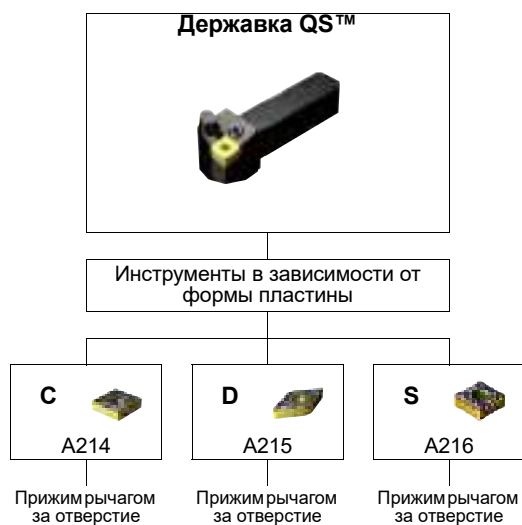 Державка QS™
Инструменты в зависимости от
формы пластины
C
D
S
A214
A215
A216
Прижим рычагом
за отверстие
Прижим рычагом
за отверстие
Прижим рычагом
за отверстие